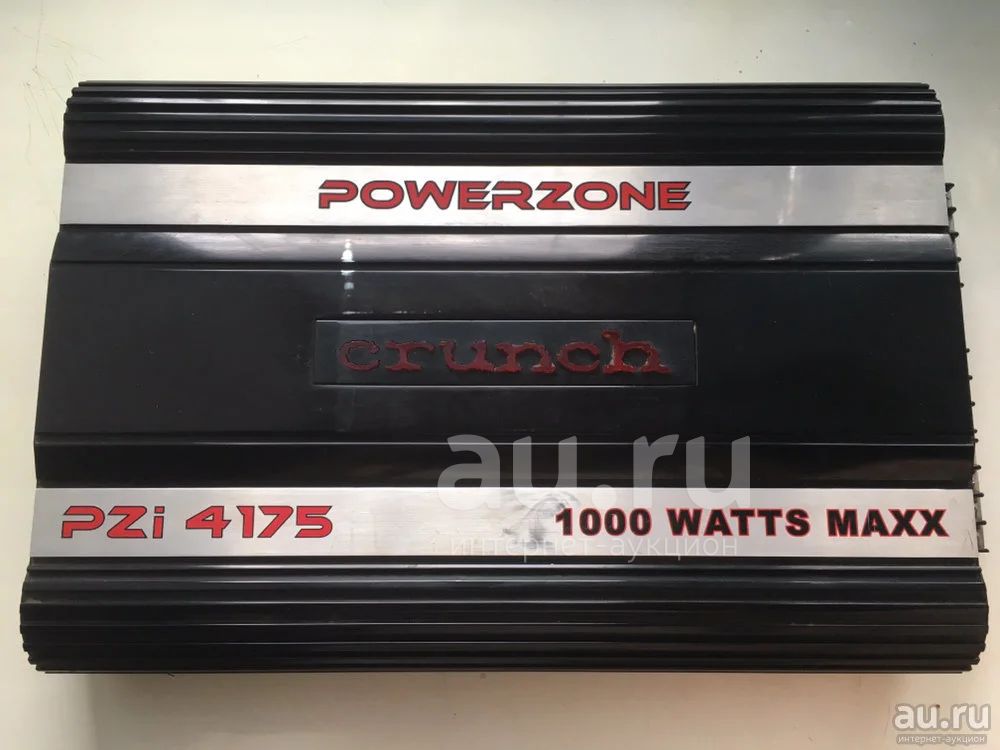 POWERZONE
crunch
au.ru
интернет-аукцион
PZi 4175
1000 WATTS MAXX
au.ru
интернет-аукцион